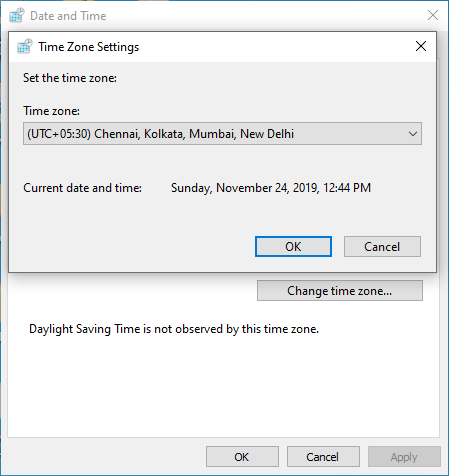 Date and Time
Time Zone Settings
Set the time zone:
Time zone:
(UTC+05:30) Chennai, Kolkata, Mumbai, New Delhi
Current date and time: Sunday, November 24, 2019, 12:44 PM
OK Cancel
Change time zone...
Daylight Saving Time is not observed by this time zone.
OK Cancel Apply